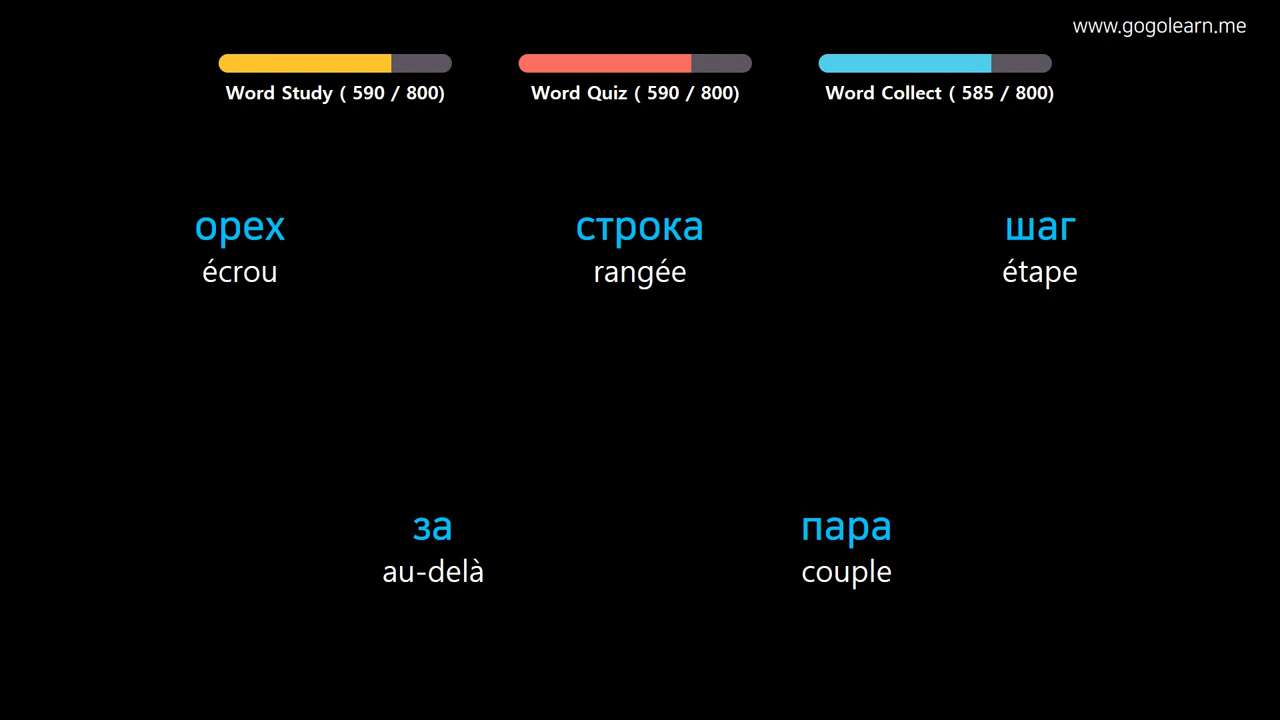 www.gogolearn.me
Word Study ( 590 / 800)
Word Quiz ( 590 / 800)
Word Collect ( 585 / 800)
орех
écrou
строка
rangée
шаг
étape
за
au-delà
пара
couple